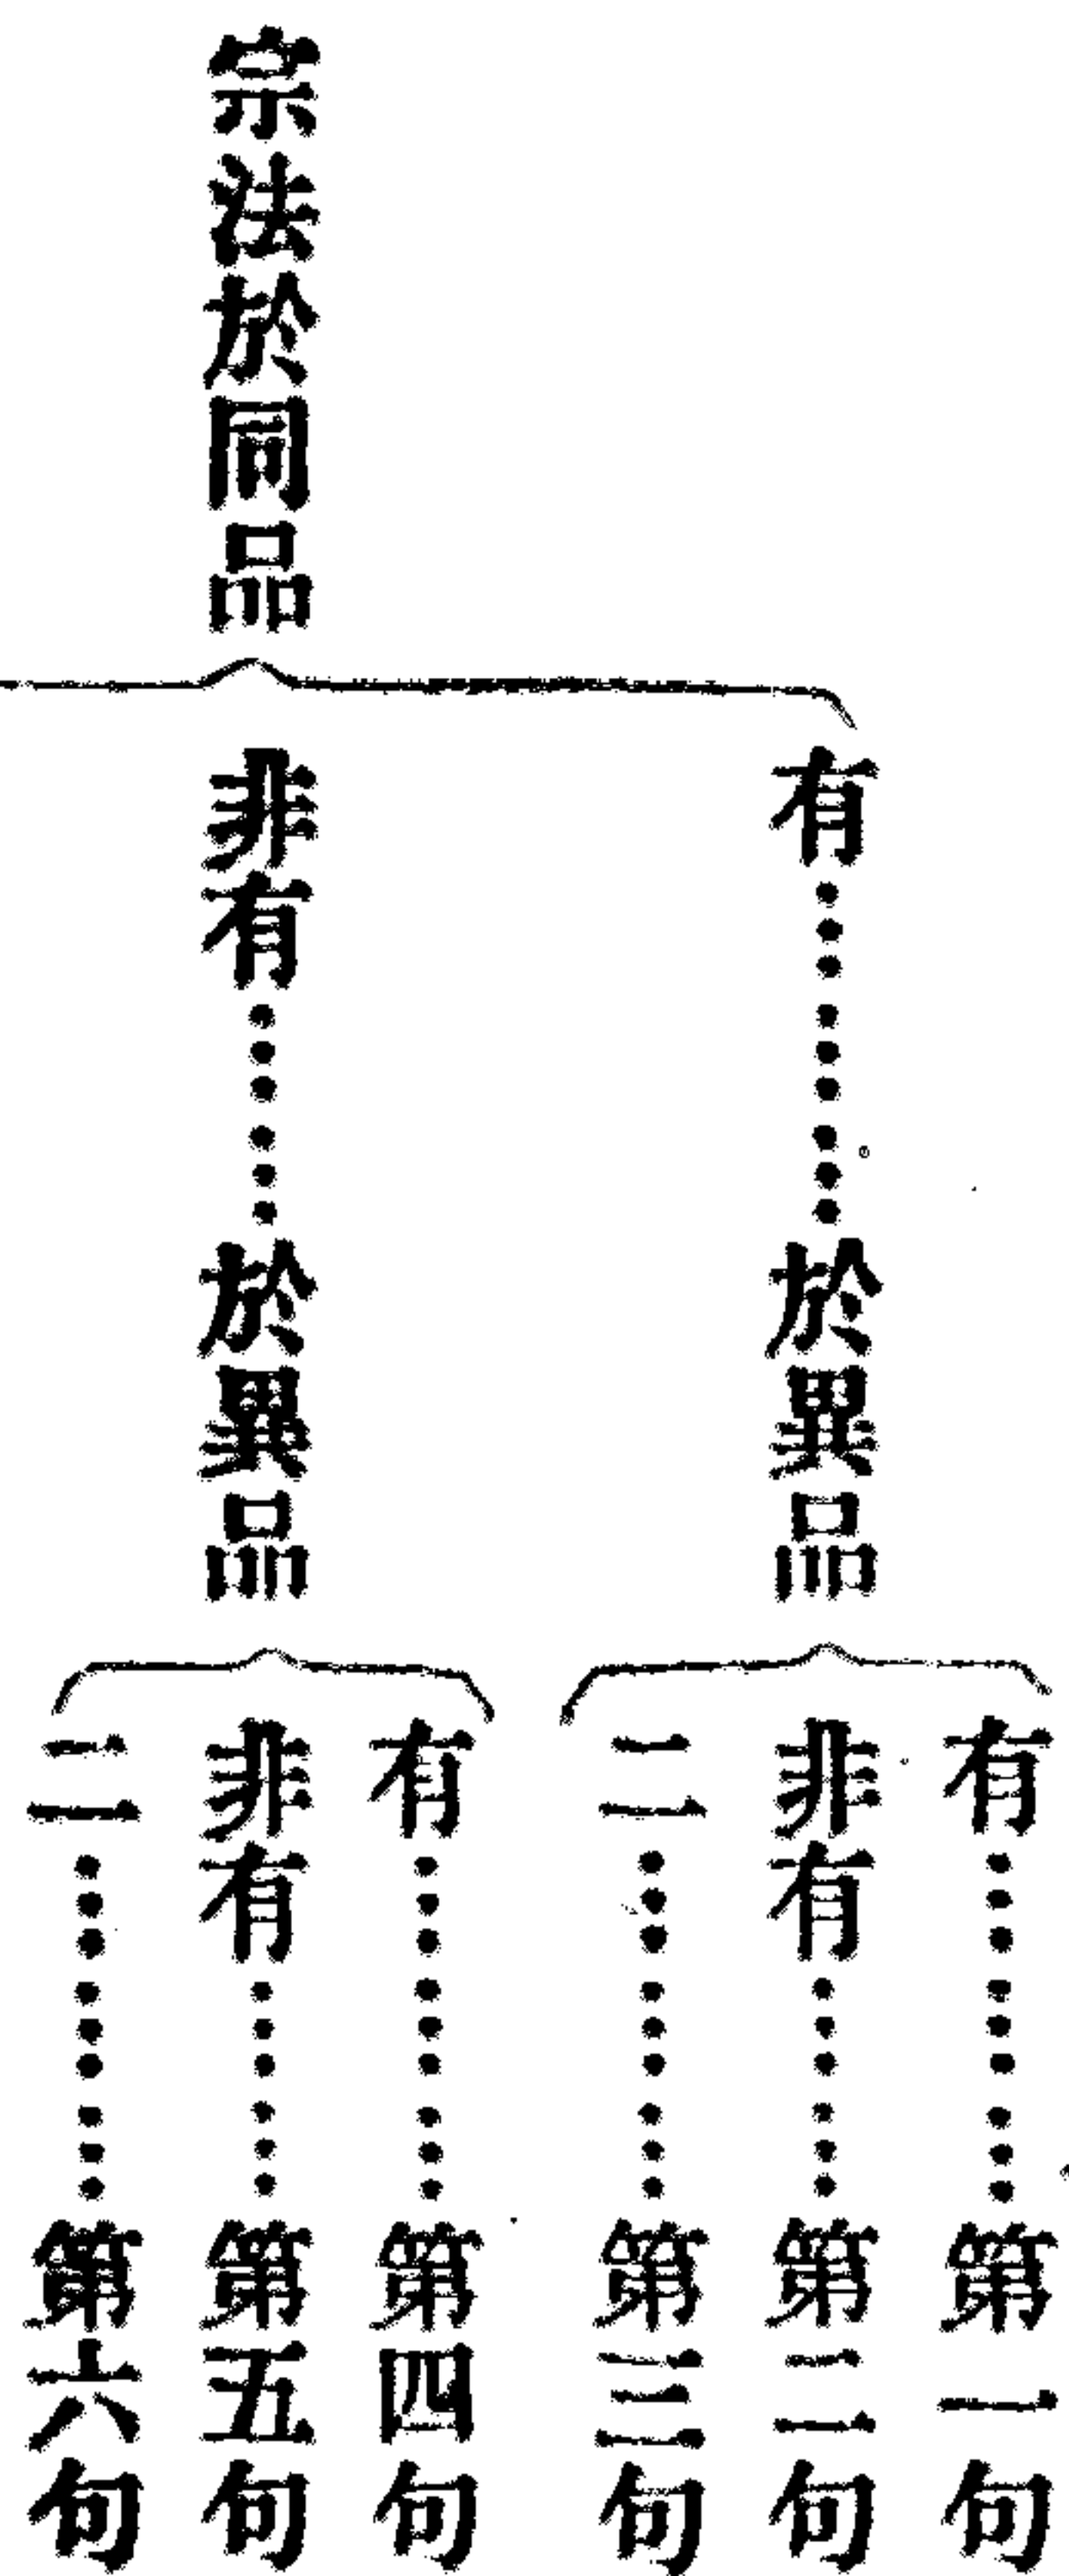 宗法於同品
有………於異品
有………第一句
非有………第二句
二………第三句
非有………於異品
有………第四句
非有………第五句
二………第六句